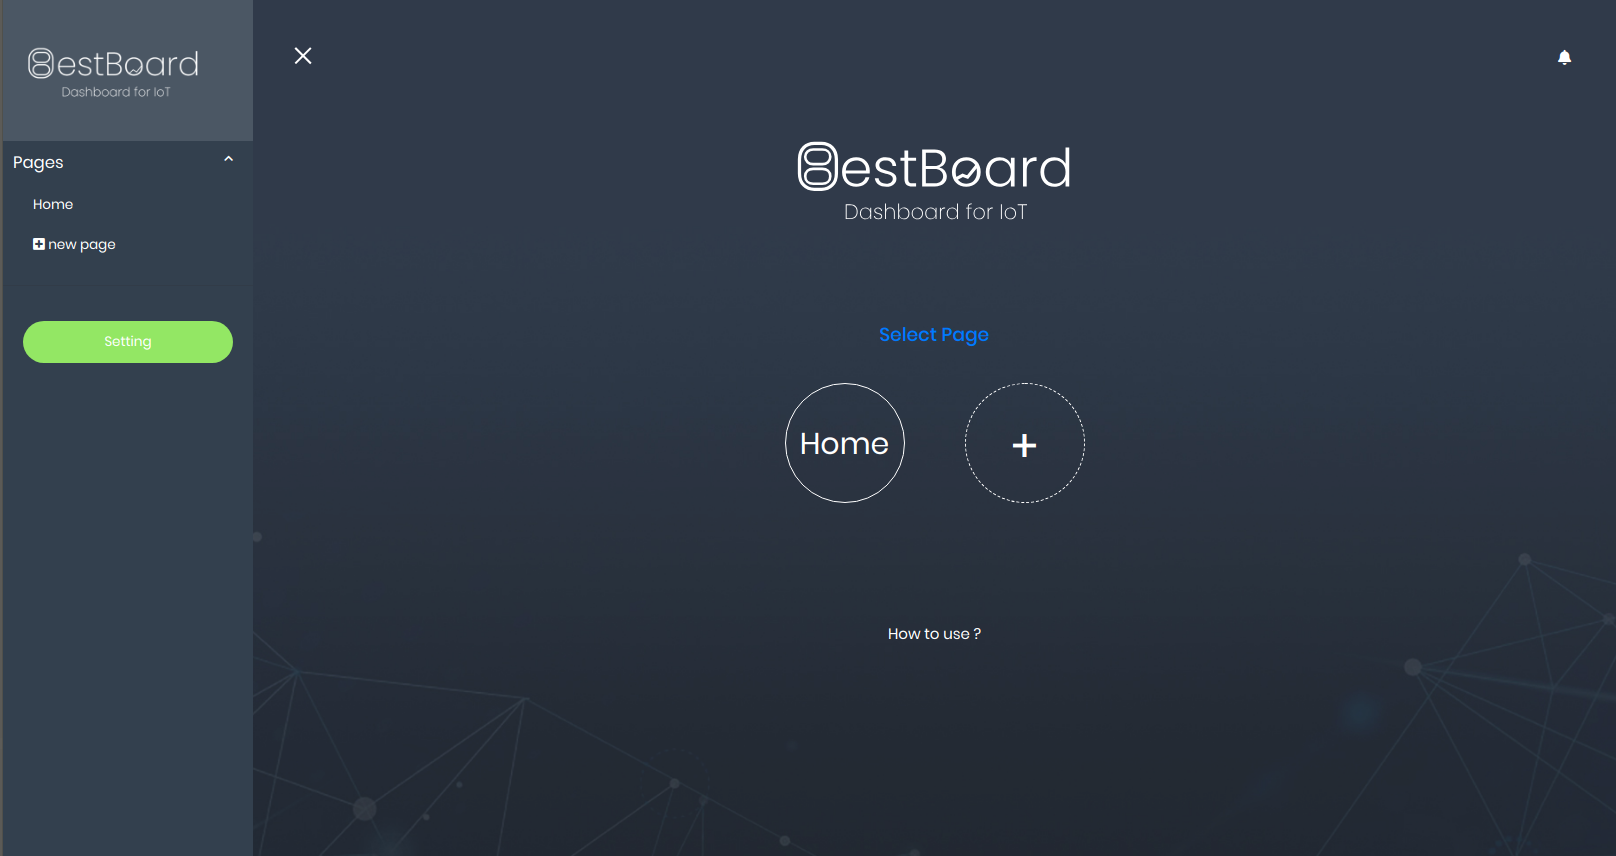 BestBoard
Dashboard for IoT
Pages
Home
new page
Setting
BestBoard
Dashboard for IoT
Select Page
Home
+
How to use ?